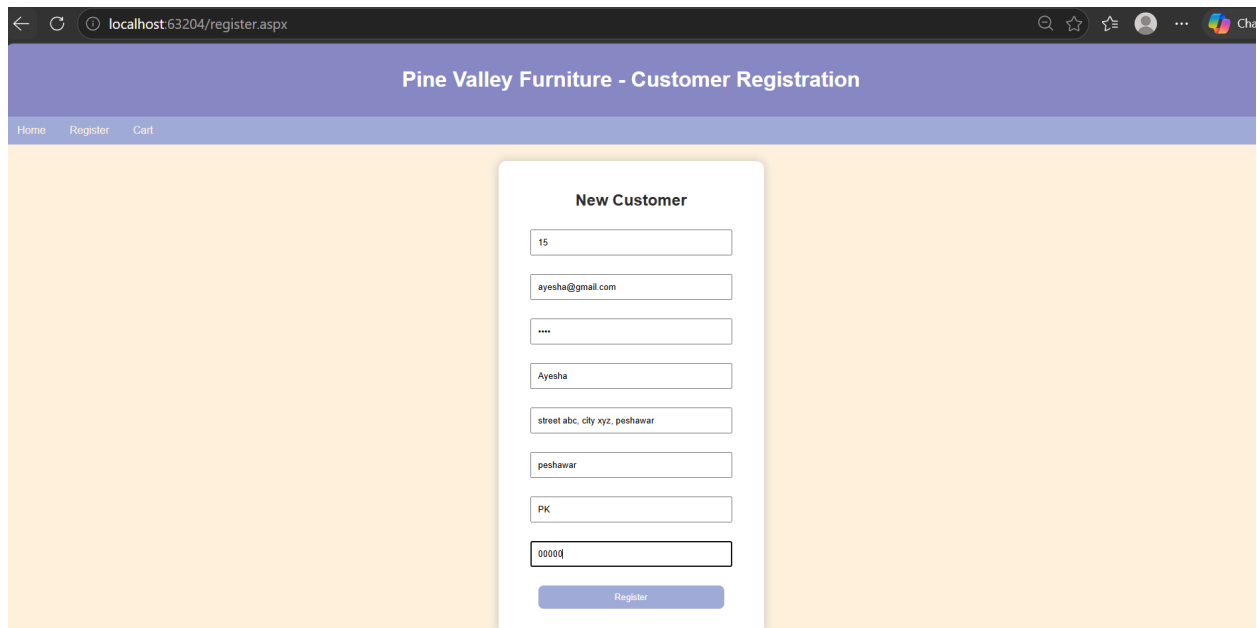 localhost:63204/register.aspx
Cha
Pine Valley Furniture - Customer Registration
Home Register Cart
New Customer
15
ayesha@gmail.com
••••
Ayesha
street abc, city xyz, peshawar
peshawar
PK
00000
Register